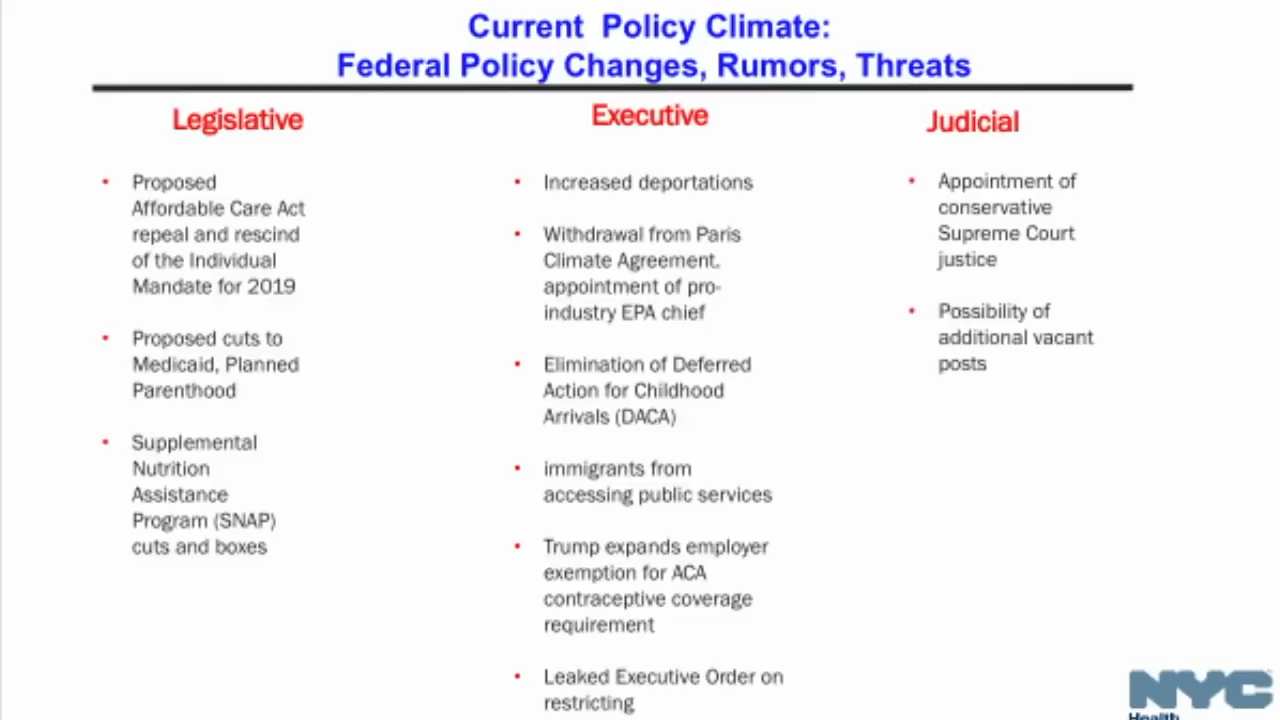 Current Policy Climate:
Federal Policy Changes, Rumors, Threats
Legislative
• Proposed
Affordable Care Act
repeal and rescind
of the Individual
Mandate for 2019
• Proposed cuts to
Medicaid, Planned
Parenthood
• Supplemental
Nutrition
Assistance
Program (SNAP)
cuts and boxes
Executive
• Increased deportations
• Withdrawal from Paris
Climate Agreement,
appointment of pro-
industry EPA chief
• Elimination of Deferred
Action for Childhood
Arrivals (DACA)
• immigrants from
accessing public services
• Trump expands employer
exemption for ACA
contraceptive coverage
requirement
• Leaked Executive Order on
restricting
Judicial
• Appointment of
conservative
Supreme Court
justice
• Possibility of
additional vacant
posts
NYC
Health